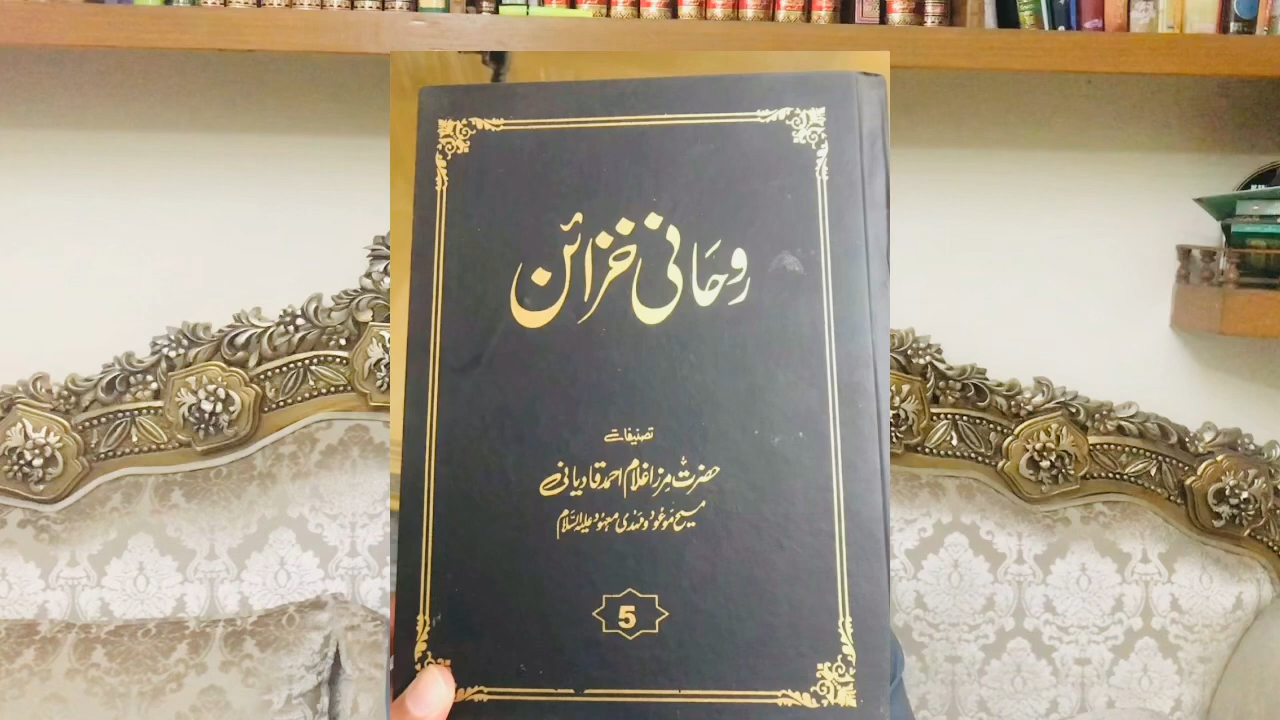 روحانی خزائن
تصنیفات
حضرت مرزا غلام احمد قادیانی
مسیح موعود و مہدی معہود علیہ السلام
5